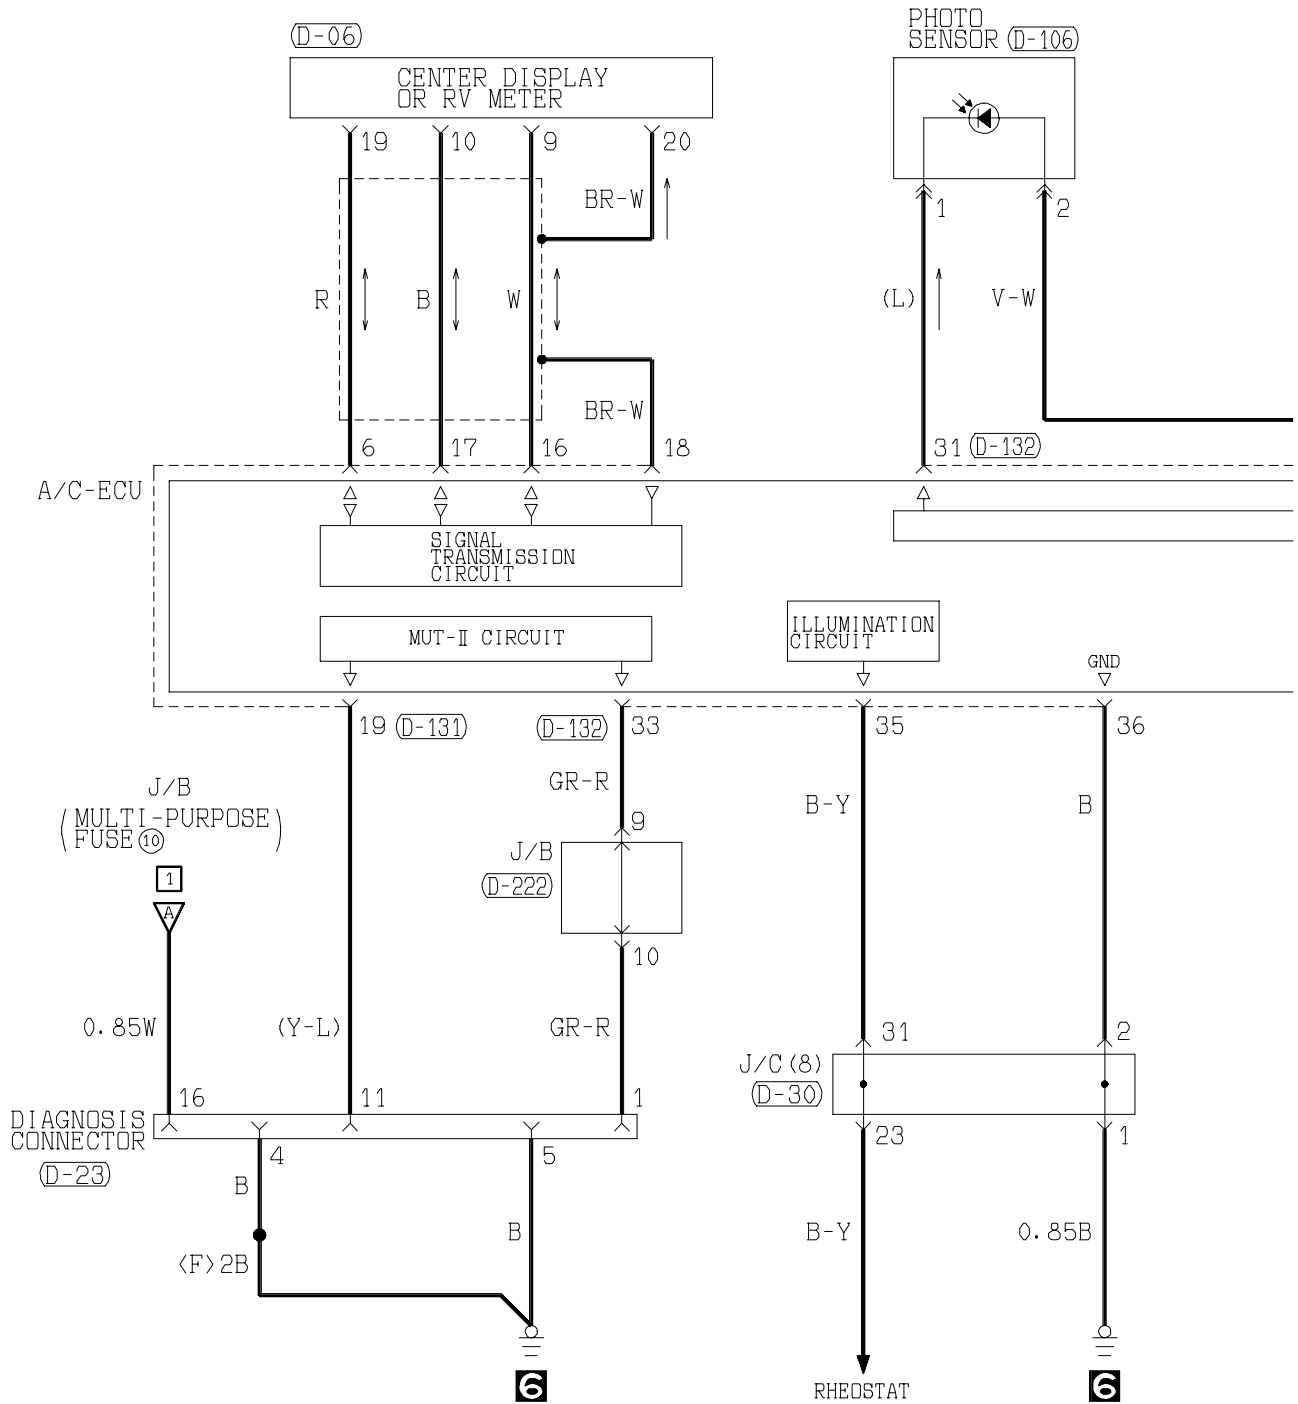 (D-06)
PHOTO
SENSOR (D-106)
CENTER DISPLAY
OR RV METER
19 10 9 20
1 2
BR-W
R B W (L) V-W
BR-W
6 17 16 18 31 (D-132)
A/C-ECU
SIGNAL
TRANSMISSION
CIRCUIT
MUT-Ⅱ CIRCUIT
ILLUMINATION
CIRCUIT
GND
19 (D-131) (D-132) 33 35 36
GR-R
J/B
(MULTI-PURPOSE
FUSE ⑩)
B-Y B
9
J/B
(D-222)
1
A
10
0.85W (Y-L) GR-R
31 2
J/C (8)
(D-30)
16 11 1
DIAGNOSIS
CONNECTOR
(D-23)
4 5 23 1
B
B B-Y 0.85B
<F>2B
6 RHEOSTAT 6